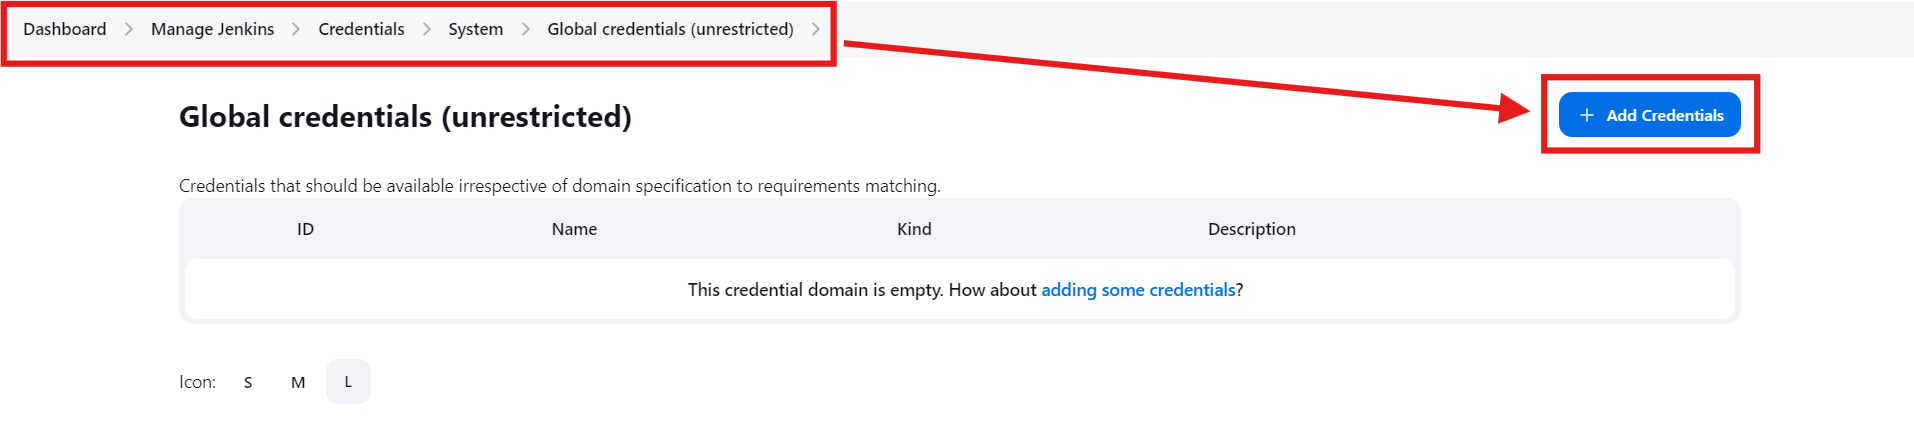 Dashboard > Manage Jenkins > Credentials > System > Global credentials (unrestricted) >
Global credentials (unrestricted)
+ Add Credentials
Credentials that should be available irrespective of domain specification to requirements matching.
ID Name Kind Description
This credential domain is empty. How about adding some credentials?
Icon: S M L